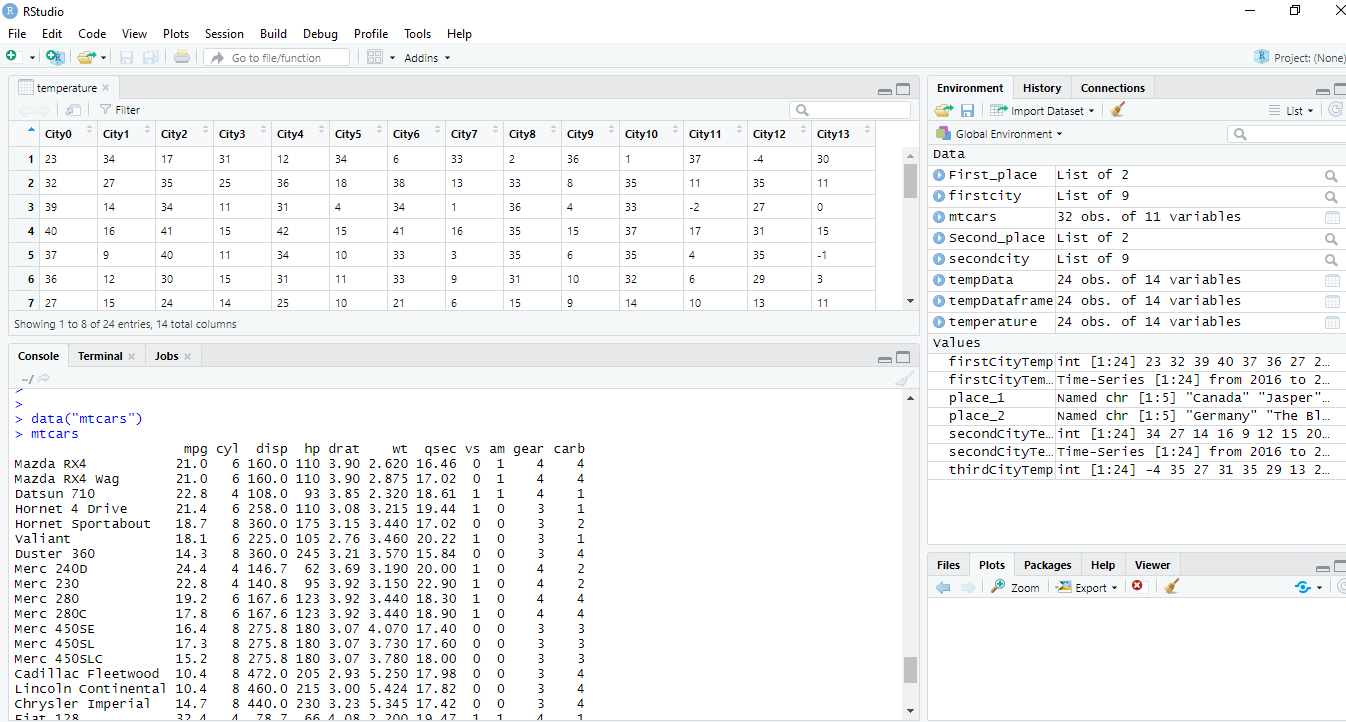 RStudio
File Edit Code View Plots Session Build Debug Profile Tools Help
Go to file/function Addins Project: (None)
temperature
Filter
City0 City1 City2 City3 City4 City5 City6 City7 City8 City9 City10 City11 City12 City13
1 23 34 17 31 12 34 6 33 2 36 1 37 -4 30
2 32 27 35 25 36 18 38 13 33 8 35 11 35 11
3 39 14 34 11 31 4 34 1 36 4 33 -2 27 0
4 40 16 41 15 42 15 41 16 35 15 37 17 31 15
5 37 9 40 11 34 10 33 3 35 6 35 4 35 -1
6 36 12 30 15 31 11 33 9 31 10 32 6 29 3
7 27 15 24 14 25 10 21 6 15 9 14 10 13 11
Showing 1 to 8 of 24 entries, 14 total columns
Console Terminal Jobs
~/
>
>
> data("mtcars")
> mtcars
mpg cyl disp hp drat wt qsec vs am gear carb
Mazda RX4 21.0 6 160.0 110 3.90 2.620 16.46 0 1 4 4
Mazda RX4 Wag 21.0 6 160.0 110 3.90 2.875 17.02 0 1 4 4
Datsun 710 22.8 4 108.0 93 3.85 2.320 18.61 1 1 4 1
Hornet 4 Drive 21.4 6 258.0 110 3.08 3.215 19.44 1 0 3 1
Hornet Sportabout 18.7 8 360.0 175 3.15 3.440 17.02 0 0 3 2
Valiant 18.1 6 225.0 105 2.76 3.460 20.22 1 0 3 1
Duster 360 14.3 8 360.0 245 3.21 3.570 15.84 0 0 3 4
Merc 240D 24.4 4 146.7 62 3.69 3.190 20.00 1 0 4 2
Merc 230 22.8 4 140.8 95 3.92 3.150 22.90 1 0 4 2
Merc 280 19.2 6 167.6 123 3.92 3.440 18.30 1 0 4 4
Merc 280C 17.8 6 167.6 123 3.92 3.440 18.90 1 0 4 4
Merc 450SE 16.4 8 275.8 180 3.07 4.070 17.40 0 0 3 3
Merc 450SL 17.3 8 275.8 180 3.07 3.730 17.60 0 0 3 3
Merc 450SLC 15.2 8 275.8 180 3.07 3.780 18.00 0 0 3 3
Cadillac Fleetwood 10.4 8 472.0 205 2.93 5.250 17.98 0 0 3 4
Lincoln Continental 10.4 8 460.0 215 3.00 5.424 17.82 0 0 3 4
Chrysler Imperial 14.7 8 440.0 230 3.23 5.345 17.42 0 0 3 4
Fiat 128 32.4 4 78.7 66 4.08 2.200 19.47 1 1 4 1
Environment History Connections
Import Dataset List
Global Environment
Data
First_place List of 2
firstcity List of 9
mtcars 32 obs. of 11 variables
Second_place List of 2
secondcity List of 9
tempData 24 obs. of 14 variables
tempDataframe 24 obs. of 14 variables
temperature 24 obs. of 14 variables
Values
firstCityTemp int [1:24] 23 32 39 40 37 36 27 2…
firstCityTem… Time-Series [1:24] from 2016 to 2…
place_1 Named chr [1:5] "Canada" "Jasper"…
place_2 Named chr [1:5] "Germany" "The Bl…
secondCityTe… int [1:24] 34 27 14 16 9 12 15 20…
secondCityTe… Time-Series [1:24] from 2016 to 2…
thirdCityTemp int [1:24] -4 35 27 31 35 29 13 2…
Files Plots Packages Help Viewer
Zoom Export